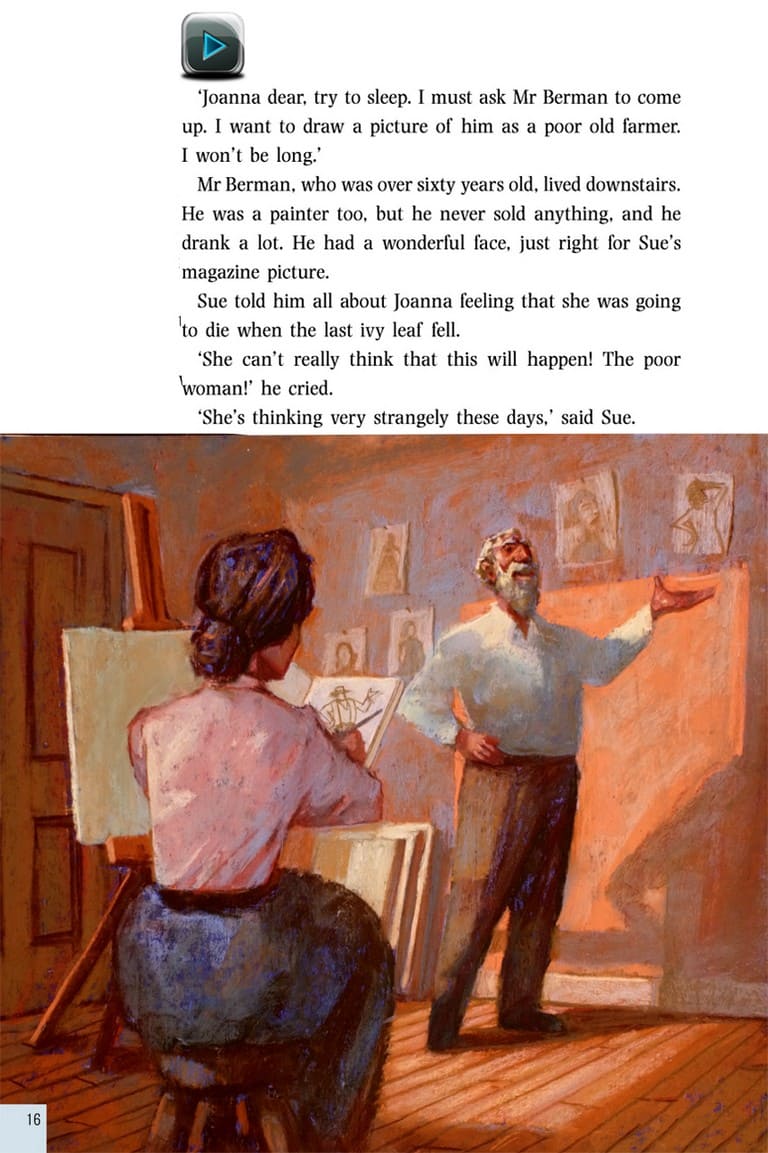 ‘Joanna dear, try to sleep. I must ask Mr Berman to come
up. I want to draw a picture of him as a poor old farmer.
I won’t be long.’
Mr Berman, who was over sixty years old, lived downstairs.
He was a painter too, but he never sold anything, and he
drank a lot. He had a wonderful face, just right for Sue’s
magazine picture.
Sue told him all about Joanna feeling that she was going
to die when the last ivy leaf fell.
‘She can’t really think that this will happen! The poor
woman!’ he cried.
‘She’s thinking very strangely these days,’ said Sue.
16